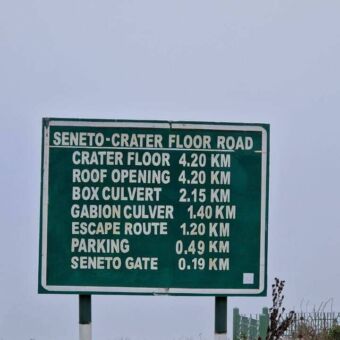 SENETO-CRATER FLOOR ROAD
CRATER FLOOR 4.20 KM
ROOF OPENING 4.20 KM
BOX CULVERT 2.15 KM
GABION CULVER 1.40 KM
ESCAPE ROUTE 1.20 KM
PARKING 0.49 KM
SENETO GATE 0.19 KM